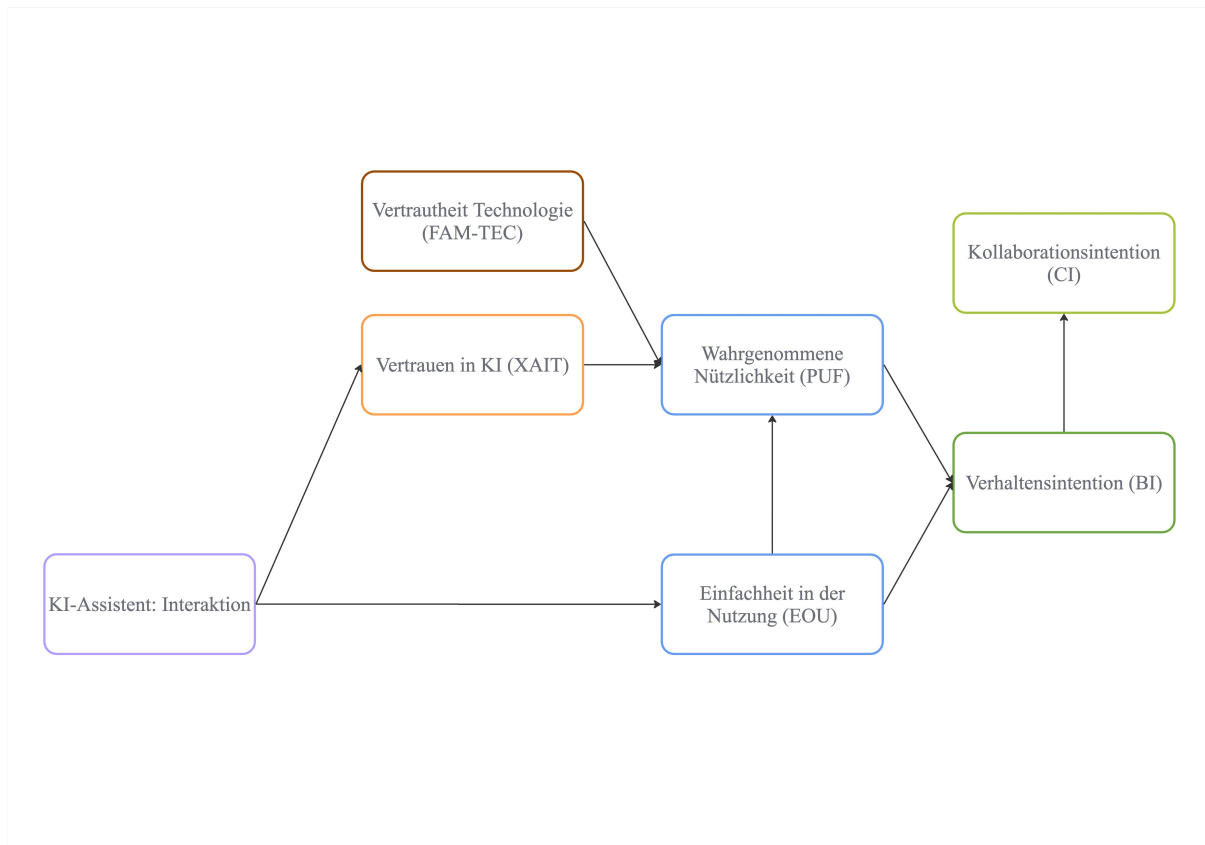 Vertrautheit Technologie
(FAM-TEC)
Kollaborationsintention
(CI)
Vertrauen in KI (XAIT)
Wahrgenommene
Nützlichkeit (PUF)
Verhaltensintention (BI)
KI-Assistent: Interaktion
Einfachheit in der
Nutzung (EOU)